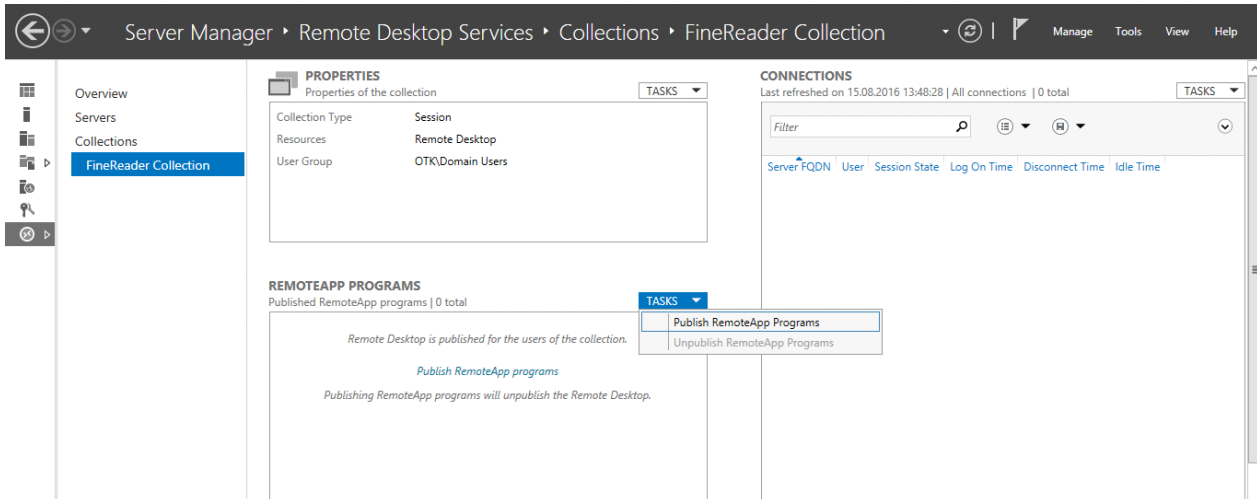 Server Manager ‣ Remote Desktop Services ‣ Collections ‣ FineReader Collection
Manage Tools View Help
Overview
Servers
Collections
FineReader Collection
PROPERTIES
Properties of the collection
TASKS
Collection Type Session
Resources Remote Desktop
User Group OTK\Domain Users
REMOTEAPP PROGRAMS
Published RemoteApp programs | 0 total
TASKS
Publish RemoteApp Programs
Unpublish RemoteApp Programs
Remote Desktop is published for the users of the collection.
Publish RemoteApp programs
Publishing RemoteApp programs will unpublish the Remote Desktop.
CONNECTIONS
Last refreshed on 15.08.2016 13:48:28 | All connections | 0 total
TASKS
Filter
Server FQDN User Session State Log On Time Disconnect Time Idle Time